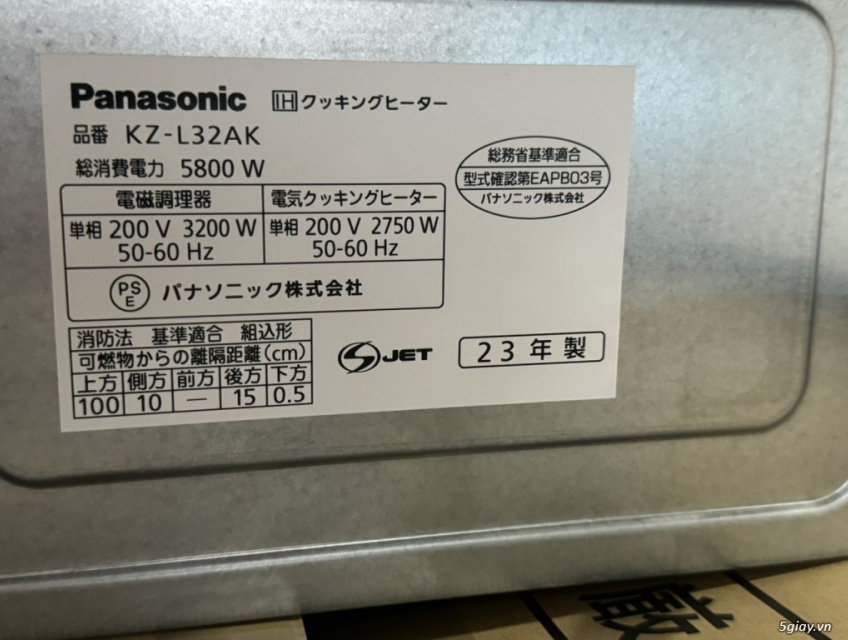 Panasonic IHクッキングヒーター
品番 KZ-L32AK
総消費電力 5800 W
電磁調理器 電気クッキングヒーター
単相 200 V 3200 W 単相 200 V 2750 W
50-60 Hz 50-60 Hz
PSE パナソニック株式会社
総務省基準適合
型式確認第EAPB03号
パナソニック株式会社
消防法 基準適合 組込形
可燃物からの離隔距離(cm)
上方 側方 前方 後方 下方
100 10 — 15 0.5
JET
23年製
5giay.vn